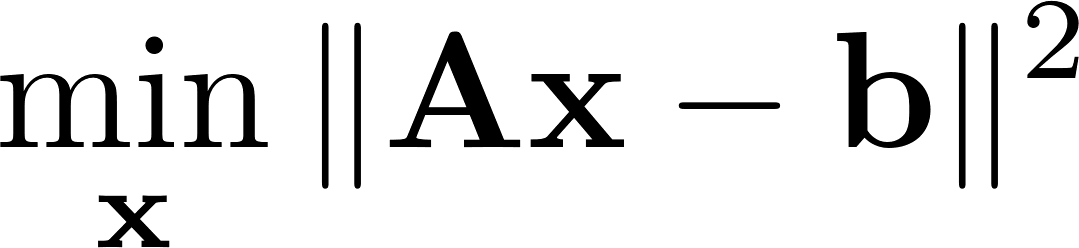 min ‖Ax − b‖²
x